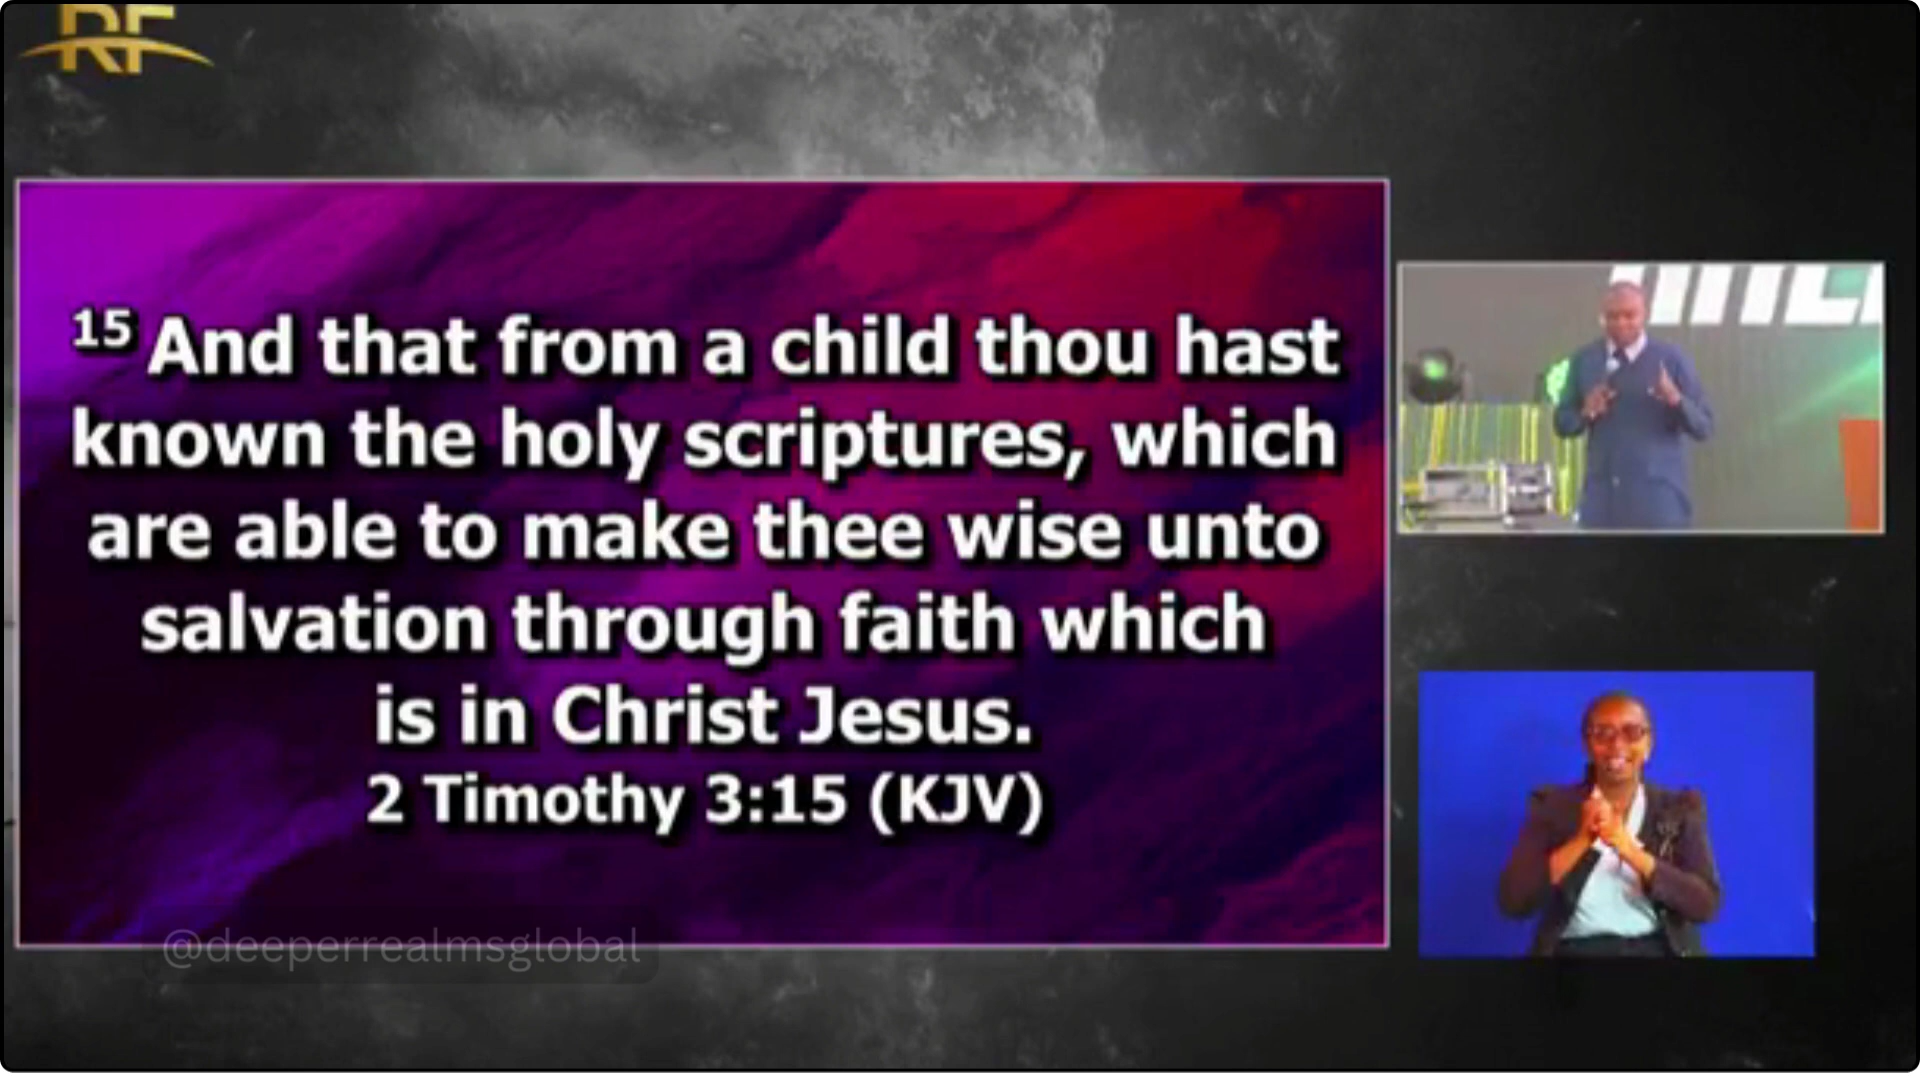 RF
15 And that from a child thou hast
known the holy scriptures, which
are able to make thee wise unto
salvation through faith which
is in Christ Jesus.
2 Timothy 3:15 (KJV)
@deeperrealmsglobal